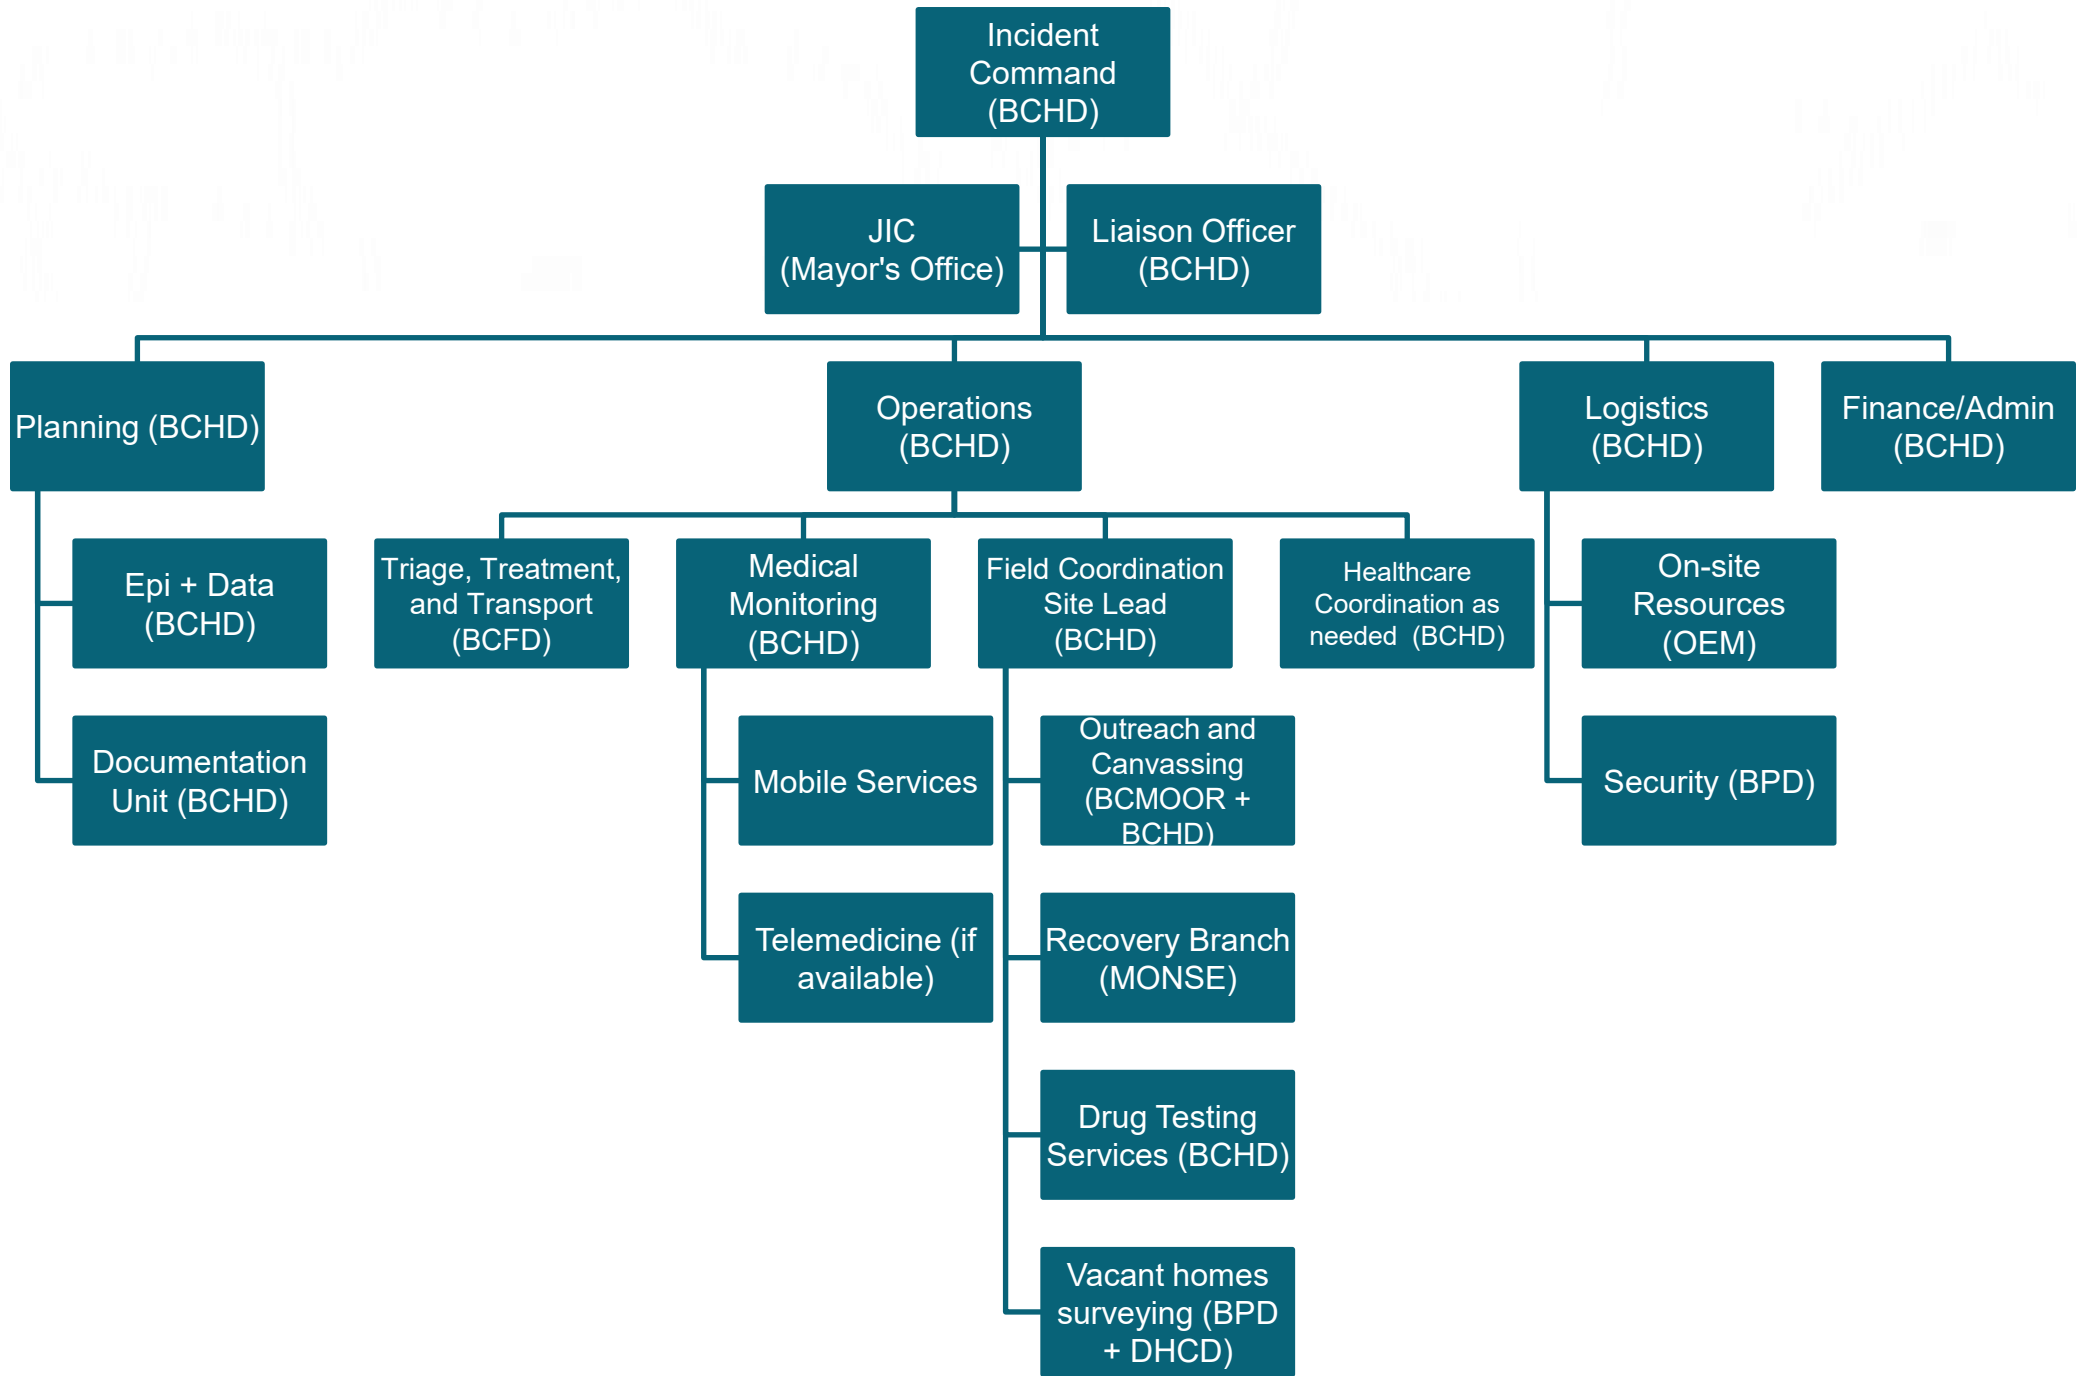 Incident
Command
(BCHD)
JIC
(Mayor's Office)
Liaison Officer
(BCHD)
Planning (BCHD)
Operations
(BCHD)
Logistics
(BCHD)
Finance/Admin
(BCHD)
Epi + Data
(BCHD)
Documentation
Unit (BCHD)
Triage, Treatment,
and Transport
(BCFD)
Medical
Monitoring
(BCHD)
Mobile Services
Telemedicine (if
available)
Field Coordination
Site Lead
(BCHD)
Outreach and
Canvassing
(BCMOOR +
BCHD)
Recovery Branch
(MONSE)
Drug Testing
Services (BCHD)
Vacant homes
surveying (BPD
+ DHCD)
Healthcare
Coordination as
needed  (BCHD)
On-site
Resources
(OEM)
Security (BPD)